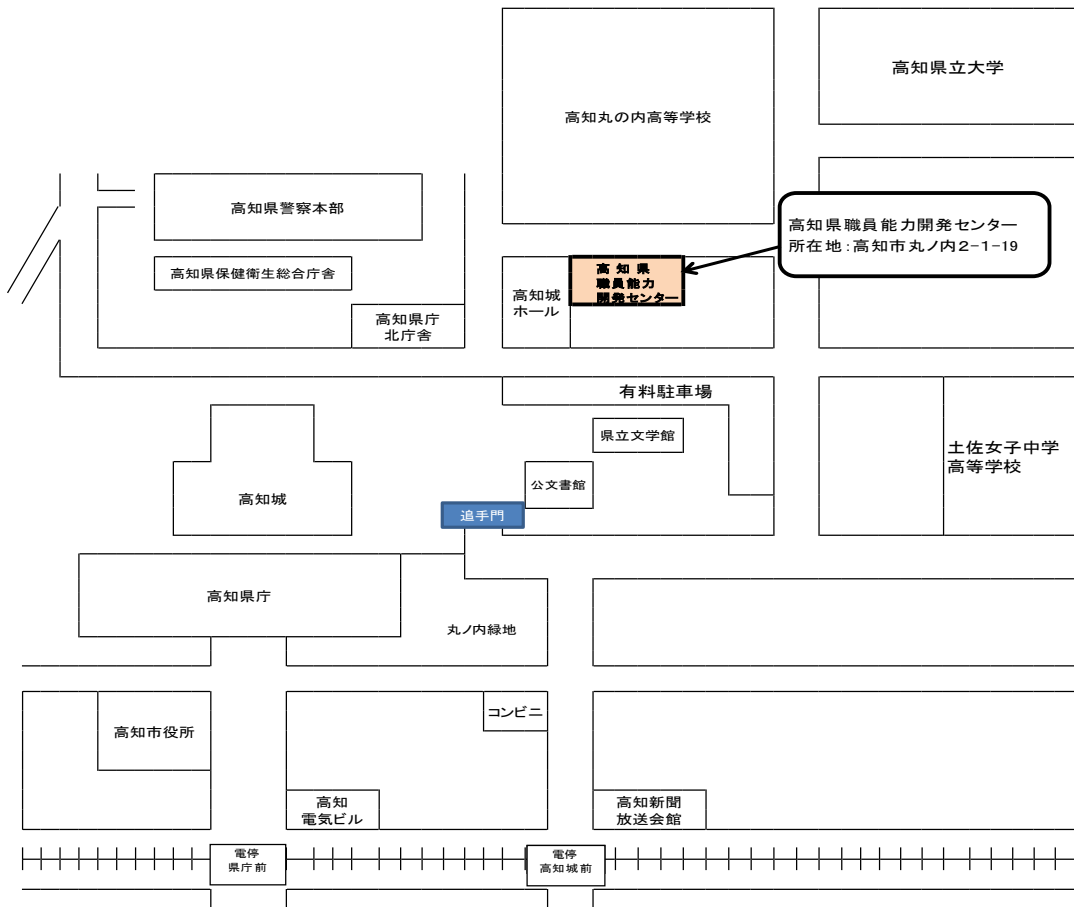 高知県立大学
高知丸の内高等学校
高知県警察本部
高知県職員能力開発センター
所在地:高知市丸ノ内2-1-19
高知県保健衛生総合庁舎
高知城
ホール
高知県
職員能力
開発センター
高知県庁
北庁舎
有料駐車場
県立文学館
土佐女子中学
高等学校
公文書館
高知城
追手門
高知県庁
丸ノ内緑地
コンビニ
高知市役所
高知
電気ビル
高知新聞
放送会館
電停
県庁前
電停
高知城前